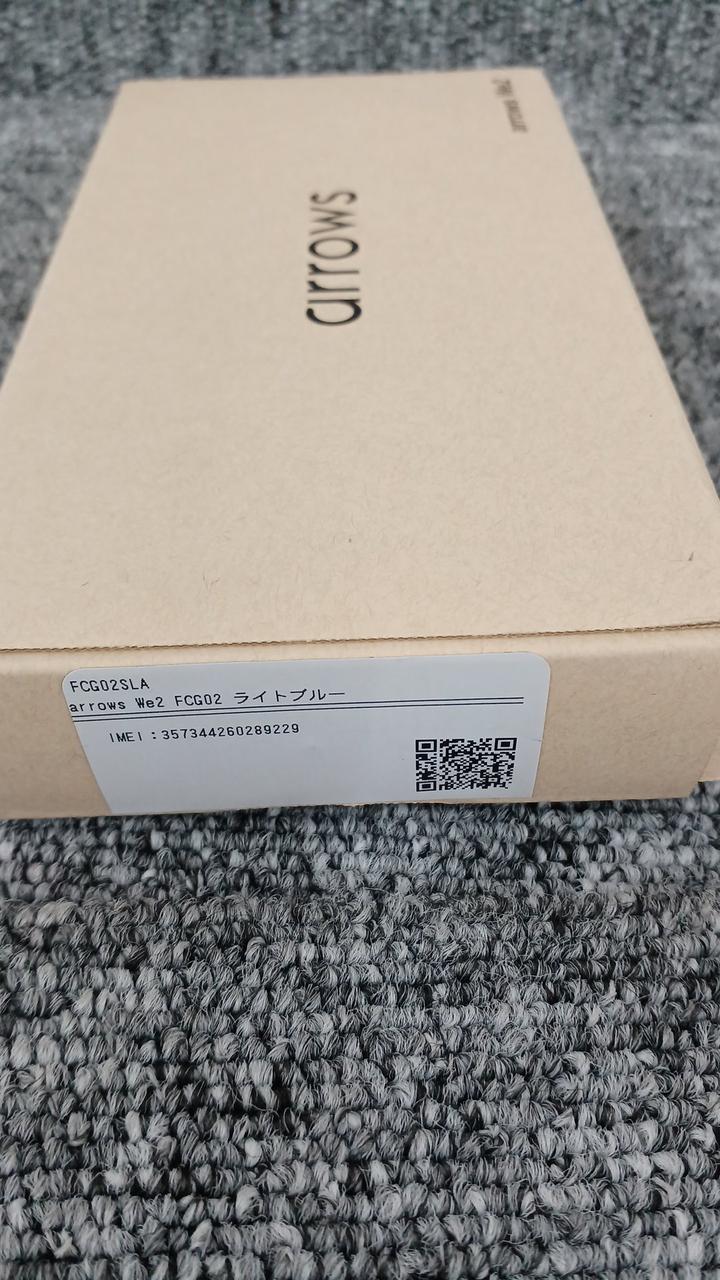 arrows We2
arrows
FCG02SLA
arrows We2 FCG02 ライトブルー
IMEI：357344260289229